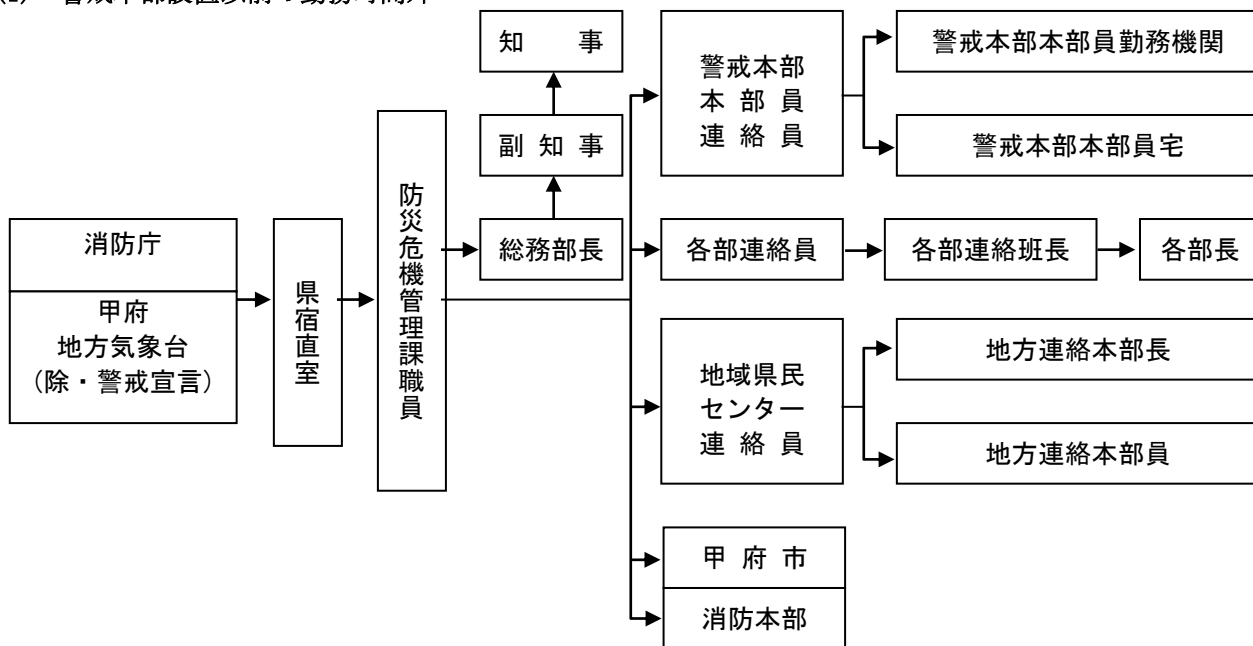 消防庁
甲府
地方気象台
(除・警戒宣言)
県宿直室
防災危機管理課職員
知　　事
副 知 事
総務部長
警戒本部
本 部 員
連 絡 員
警戒本部本部員勤務機関
警戒本部本部員宅
各部連絡員
各部連絡班長
各部長
地域県民
センター
連 絡 員
地方連絡本部長
地方連絡本部員
甲 府 市
消防本部